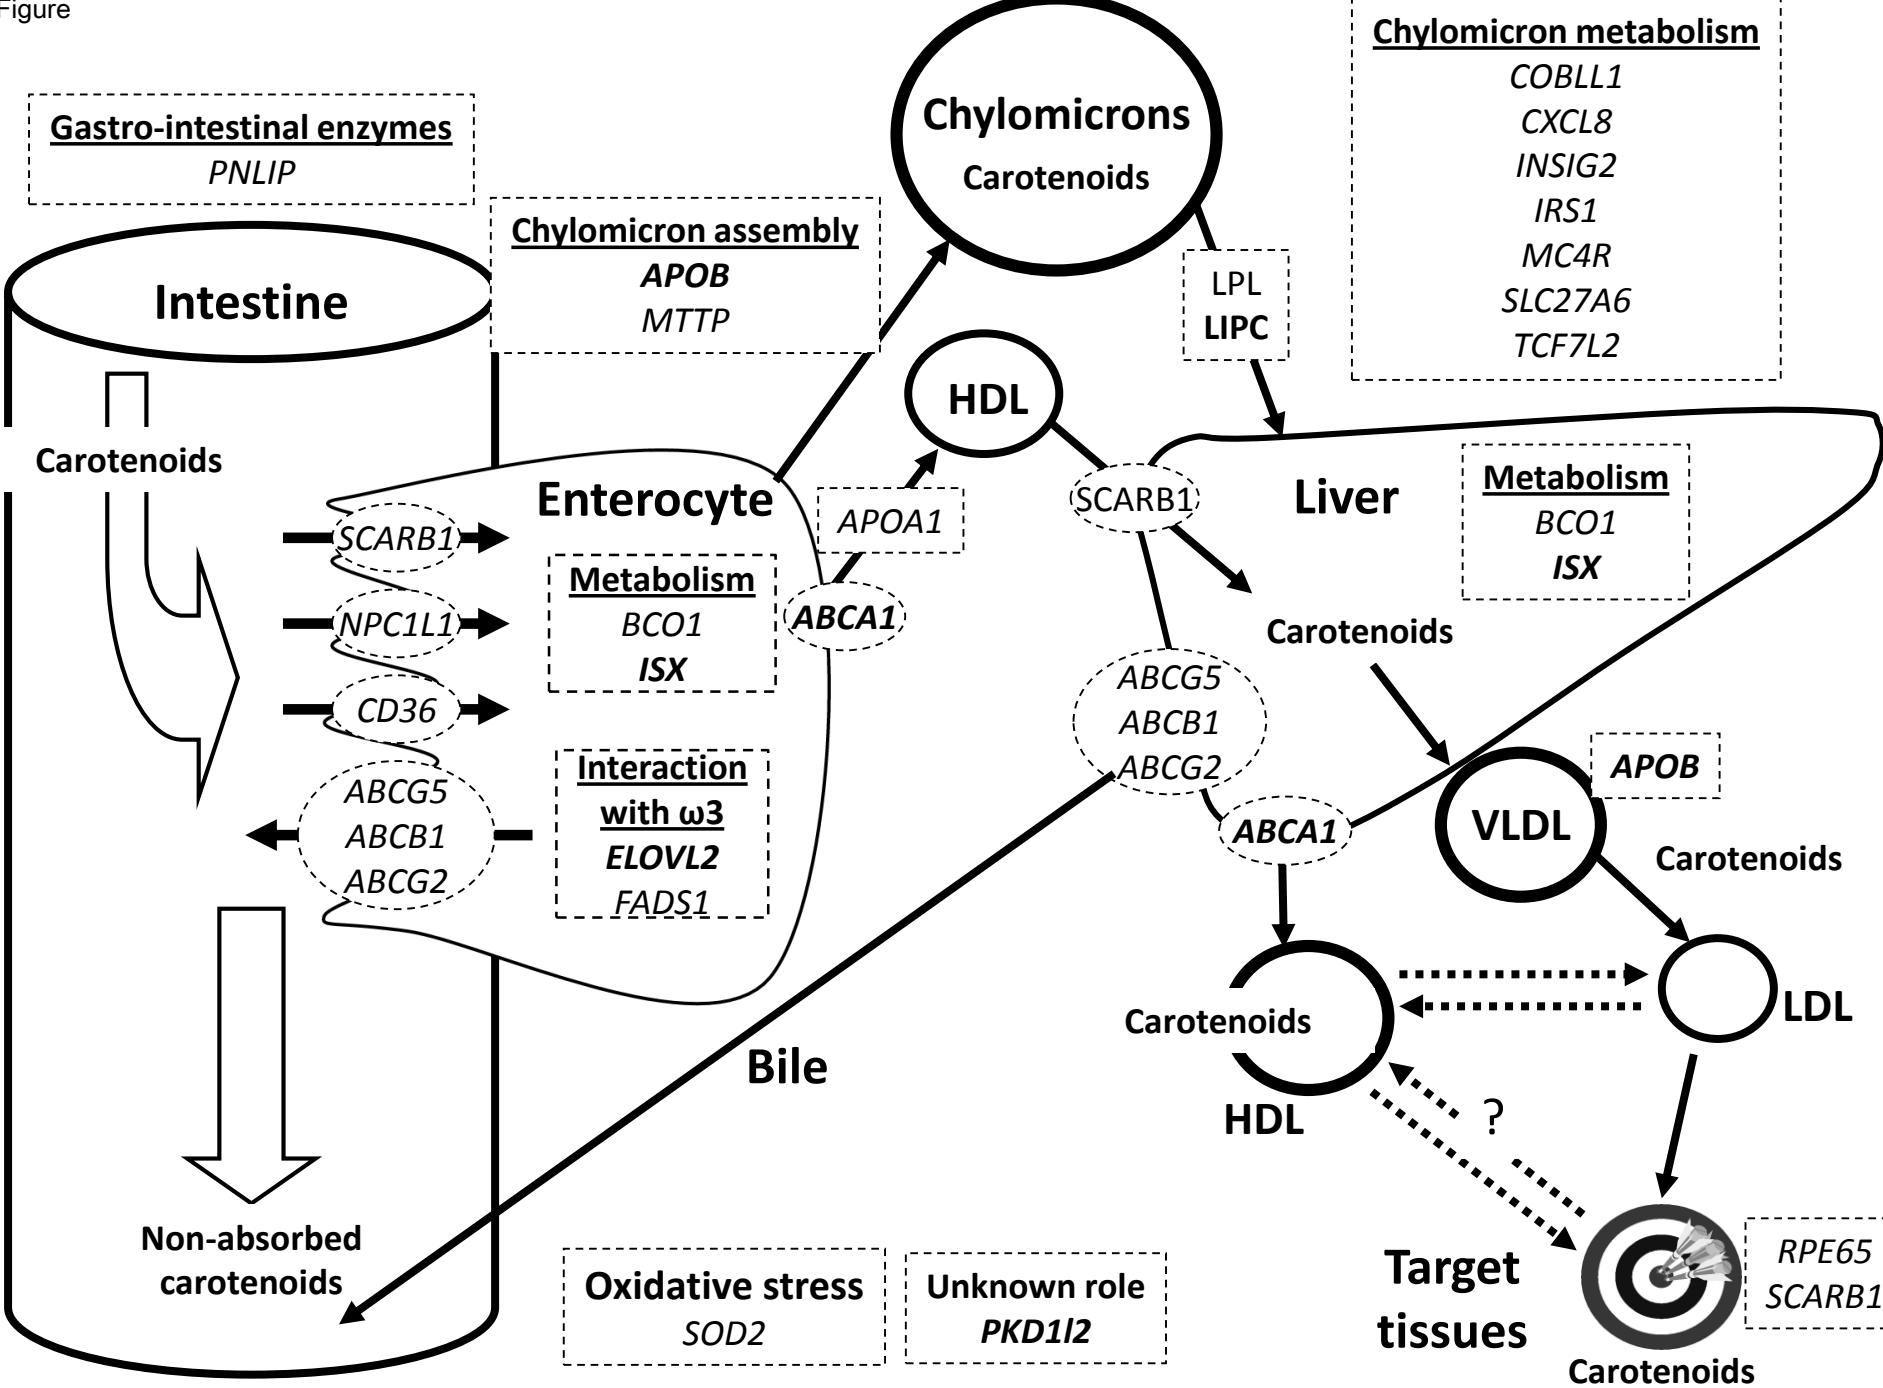 Figure
Gastro-intestinal enzymes
PNLIP
Chylomicron assembly
APOB
MTTP
Chylomicrons
Carotenoids
Chylomicron metabolism
COBLL1
CXCL8
INSIG2
IRS1
MC4R
SLC27A6
TCF7L2
LPL
LIPC
Intestine
Carotenoids
Enterocyte
SCARB1
NPC1L1
CD36
ABCG5
ABCB1
ABCG2
Metabolism
BCO1
ISX
Interaction
with ω3
ELOVL2
FADS1
ABCA1
APOA1
HDL
SCARB1
Liver
Metabolism
BCO1
ISX
Carotenoids
ABCG5
ABCB1
ABCG2
ABCA1
VLDL
APOB
Carotenoids
LDL
Carotenoids
HDL
?
Bile
Non-absorbed
carotenoids
Oxidative stress
SOD2
Unknown role
PKD1l2
Target
tissues
RPE65
SCARB1
Carotenoids